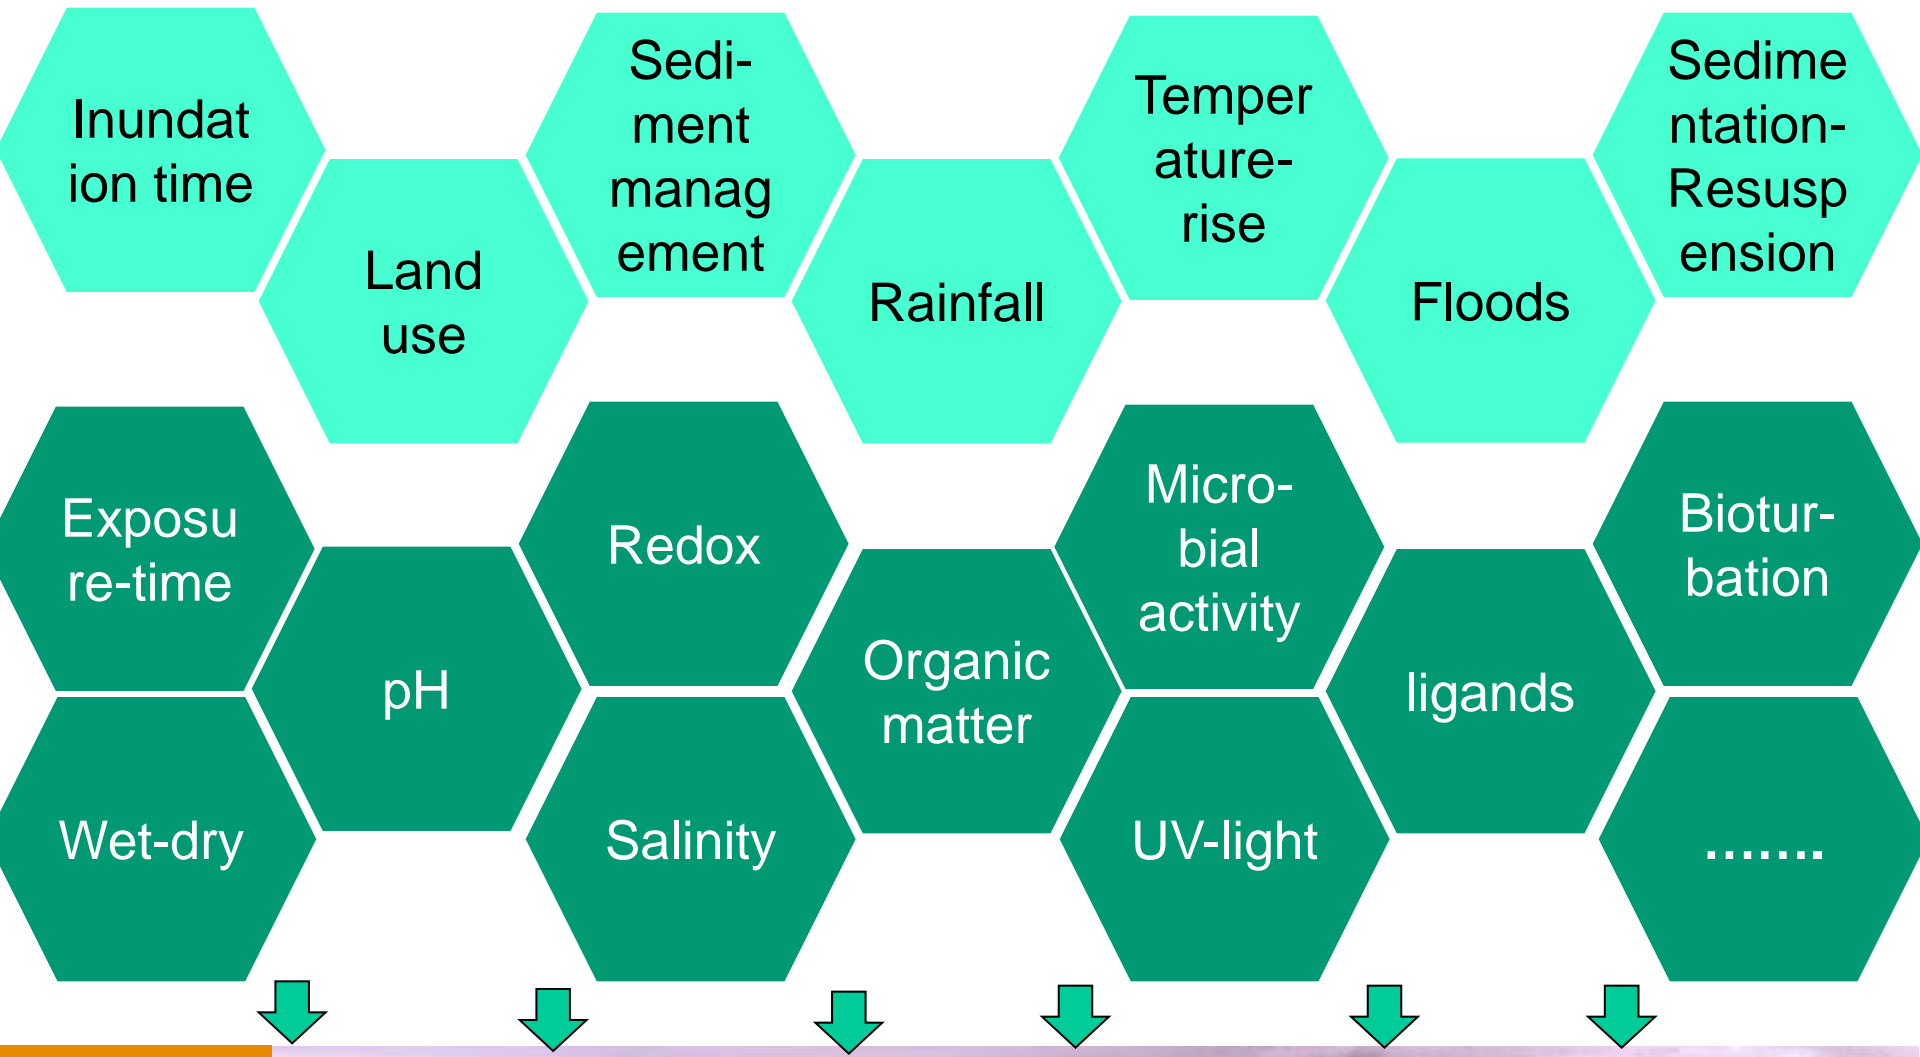 Inundat
ion time
Land
use
Sedi-
ment
manag
ement
Rainfall
Temper
ature-
rise
Floods
Sedime
ntation-
Resusp
ension
Exposu
re-time
pH
Redox
Organic
matter
Micro-
bial
activity
ligands
Biotur-
bation
Wet-dry
Salinity
UV-light
.......